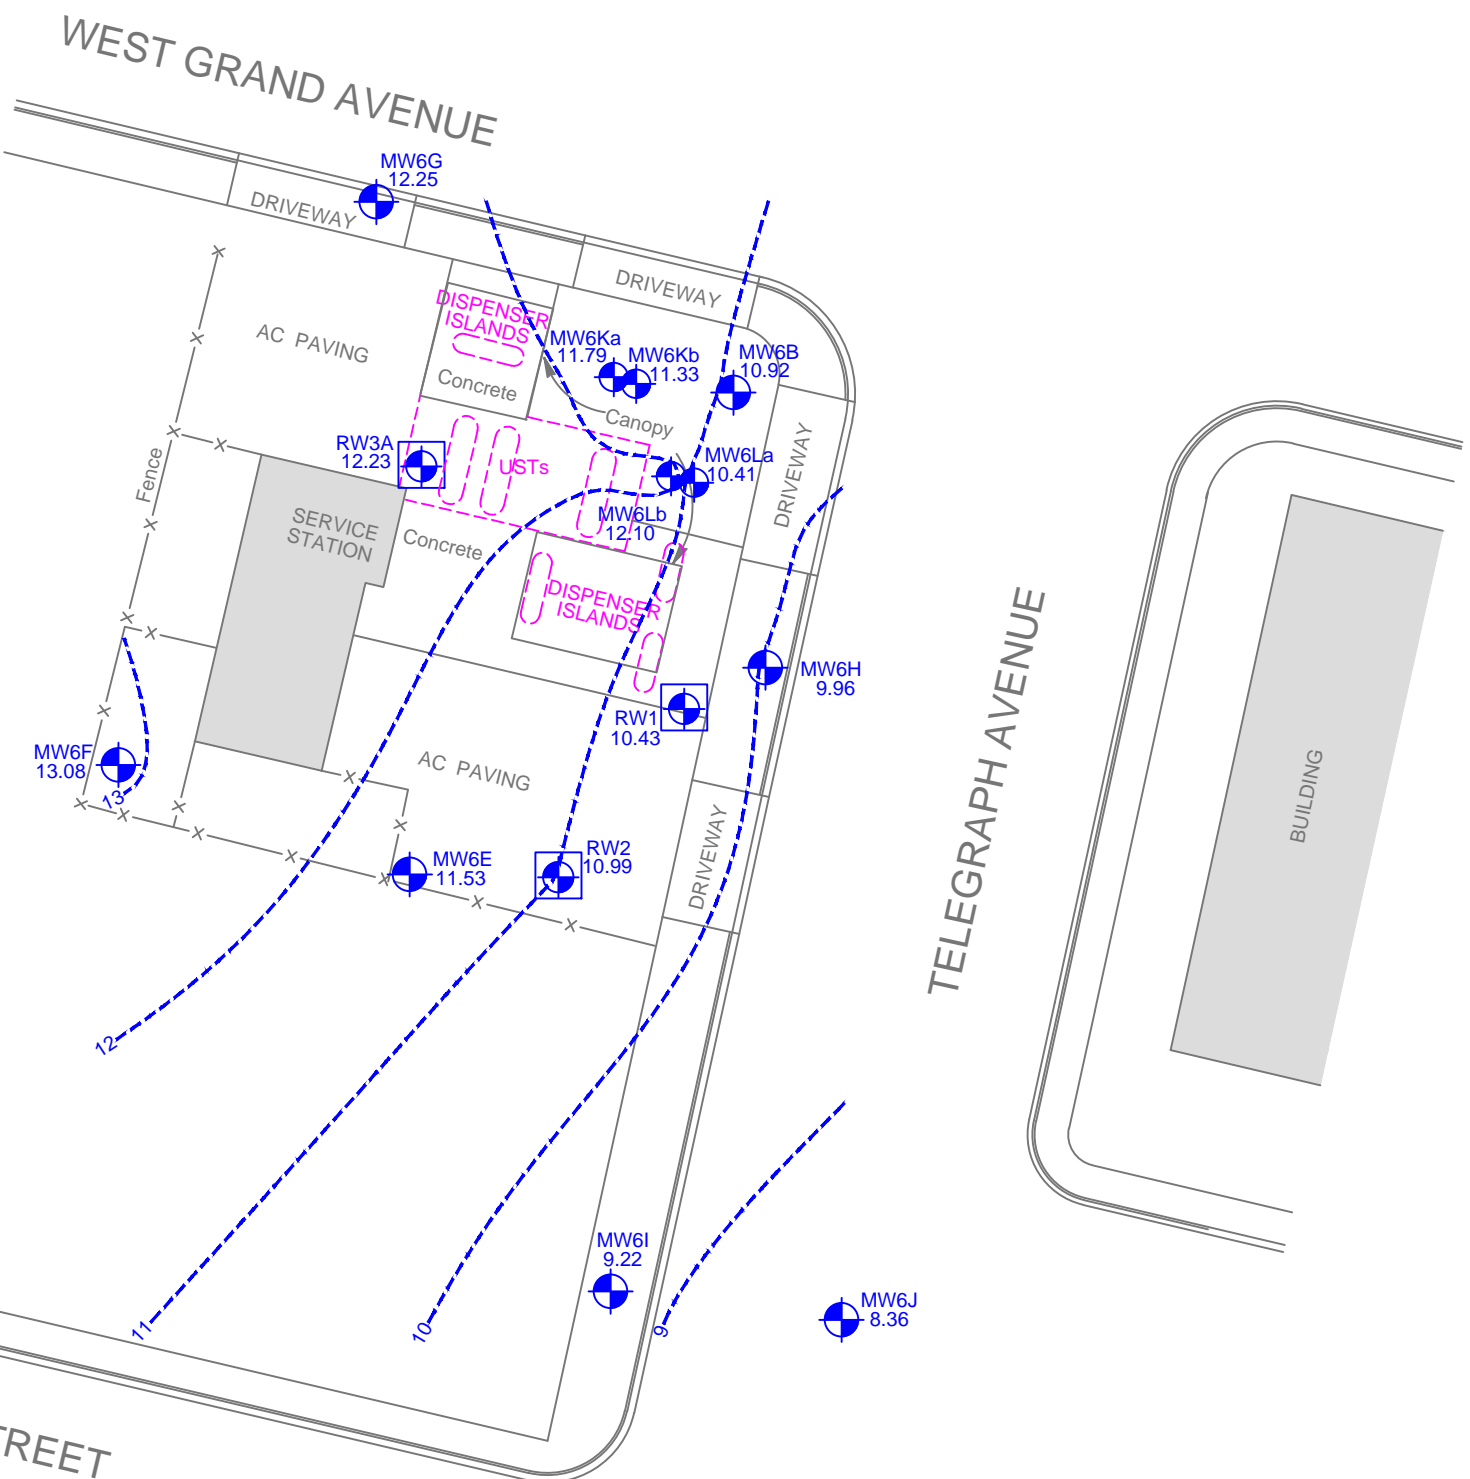 WEST GRAND AVENUE
MW6G
12.25
DRIVEWAY
DRIVEWAY
DISPENSER
ISLANDS
AC PAVING
MW6Ka
11.79
MW6Kb
11.33
MW6B
10.92
Concrete
Canopy
RW3A
12.23
USTs
MW6La
10.41
DRIVEWAY
Fence
SERVICE
STATION
MW6Lb
12.10
Concrete
DISPENSER
ISLANDS
MW6H
9.96
RW1
10.43
TELEGRAPH AVENUE
BUILDING
MW6F
13.08
13
AC PAVING
DRIVEWAY
MW6E
11.53
RW2
10.99
12
MW6I
9.22
MW6J
8.36
11
10
9
TREET